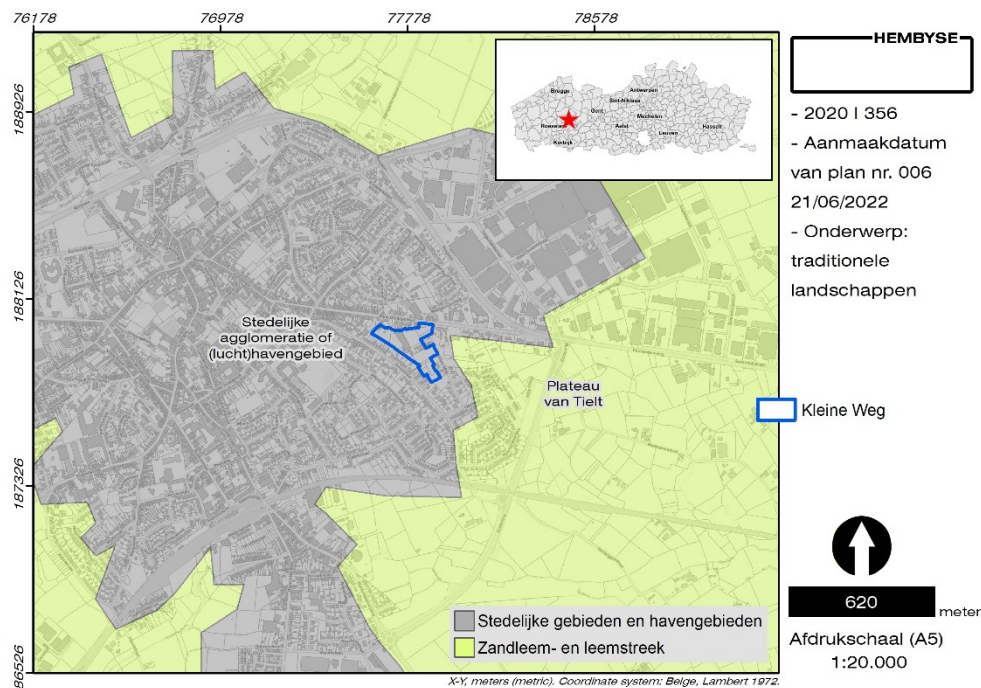 76178
76978
77778
78578
188926
188126
187326
86526
Brugge
Antwerpen
Sint-Niklaas
Gent
Mechelen
Aalst
Leuven
Hasselt
Kortrijk
HEMBYSE
- 2020 I 356
- Aanmaakdatum
van plan nr. 006
21/06/2022
- Onderwerp:
traditionele
landschappen
Stedelijke
agglomeratie of
(lucht)havengebied
Plateau
van Tielt
Kleine Weg
Stedelijke gebieden en havengebieden
Zandleem- en leemstreek
620
meter
Afdrukschaal (A5)
1:20.000
X-Y, meters (metric). Coordinate system: Belge, Lambert 1972.